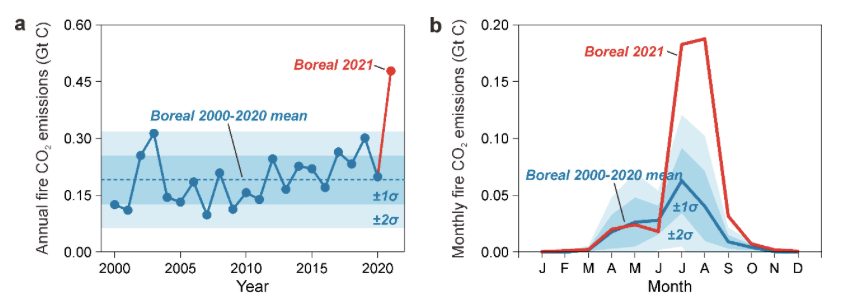 a
Annual fire CO₂ emissions (Gt C)
0.60
0.45
0.30
0.15
0.00
Boreal 2021
Boreal 2000-2020 mean
±1σ
±2σ
2000 2005 2010 2015 2020
Year
b
Monthly fire CO₂ emissions (Gt C)
0.20
0.15
0.10
0.05
0.00
Boreal 2021
Boreal 2000-2020 mean
±1σ
±2σ
J F M A M J J A S O N D
Month